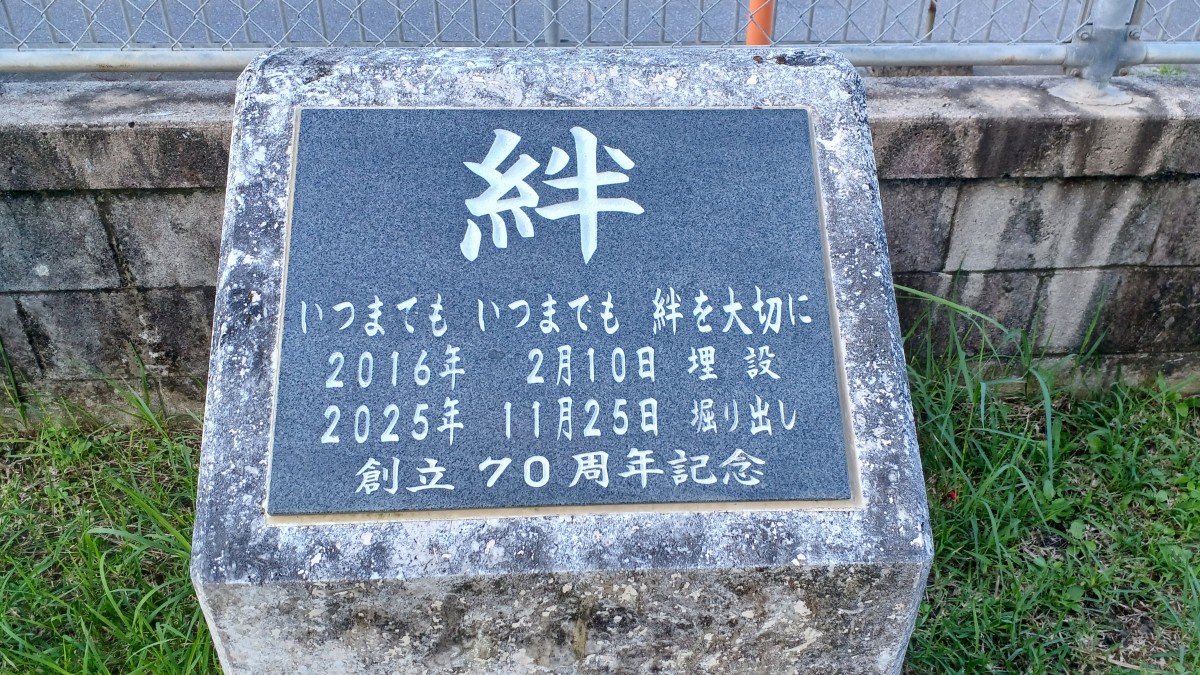 絆
いつまでも いつまでも 絆を大切に
2016年 2月10日 埋 設
2025年 11月25日 堀り出し
創立 70周年記念